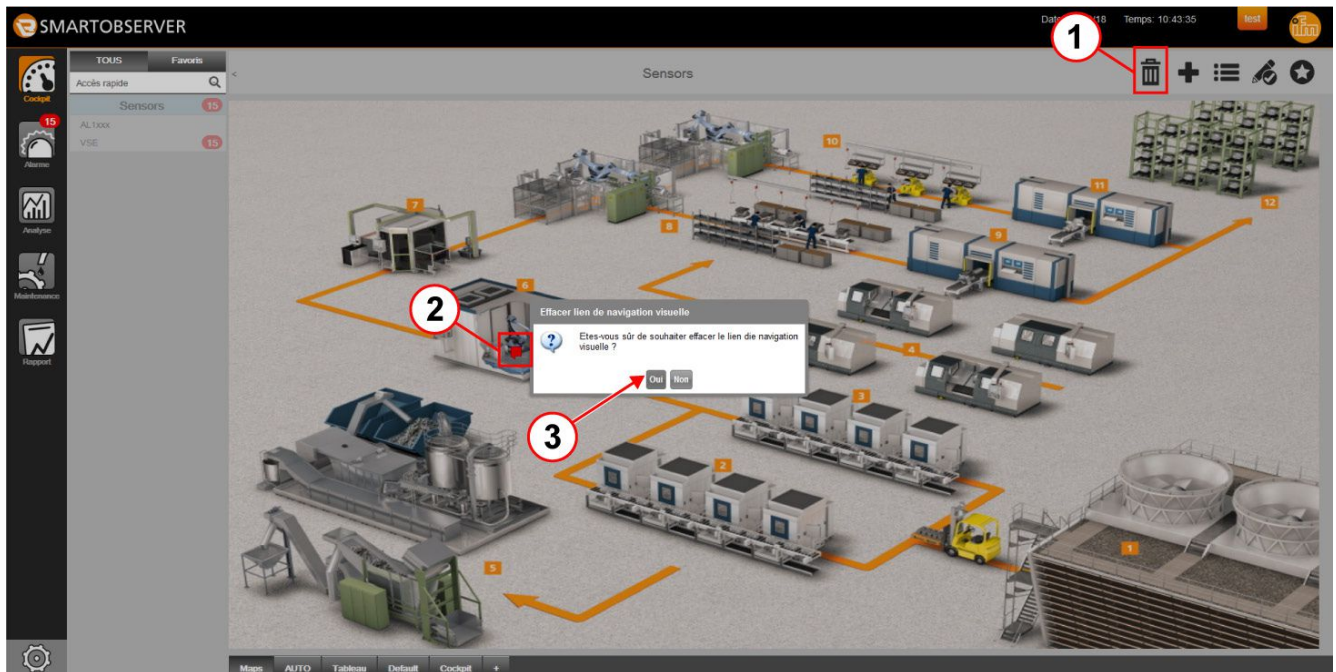 SMARTOBSERVER
Temps: 10:43:35
test
ifm
1
TOUS
Favoris
Accès rapide
<
Sensors
Cockpit
Sensors
15
AL1xxx
VSE
15
15
Alarme
Analyse
Maintenance
Rapport
10
11
12
7
8
9
6
2
Effacer lien de navigation visuelle
Etes-vous sûr de souhaiter effacer le lien die navigation
visuelle ?
Oui
Non
4
3
3
2
1
5
Maps
AUTO
Tableau
Default
Cockpit
+